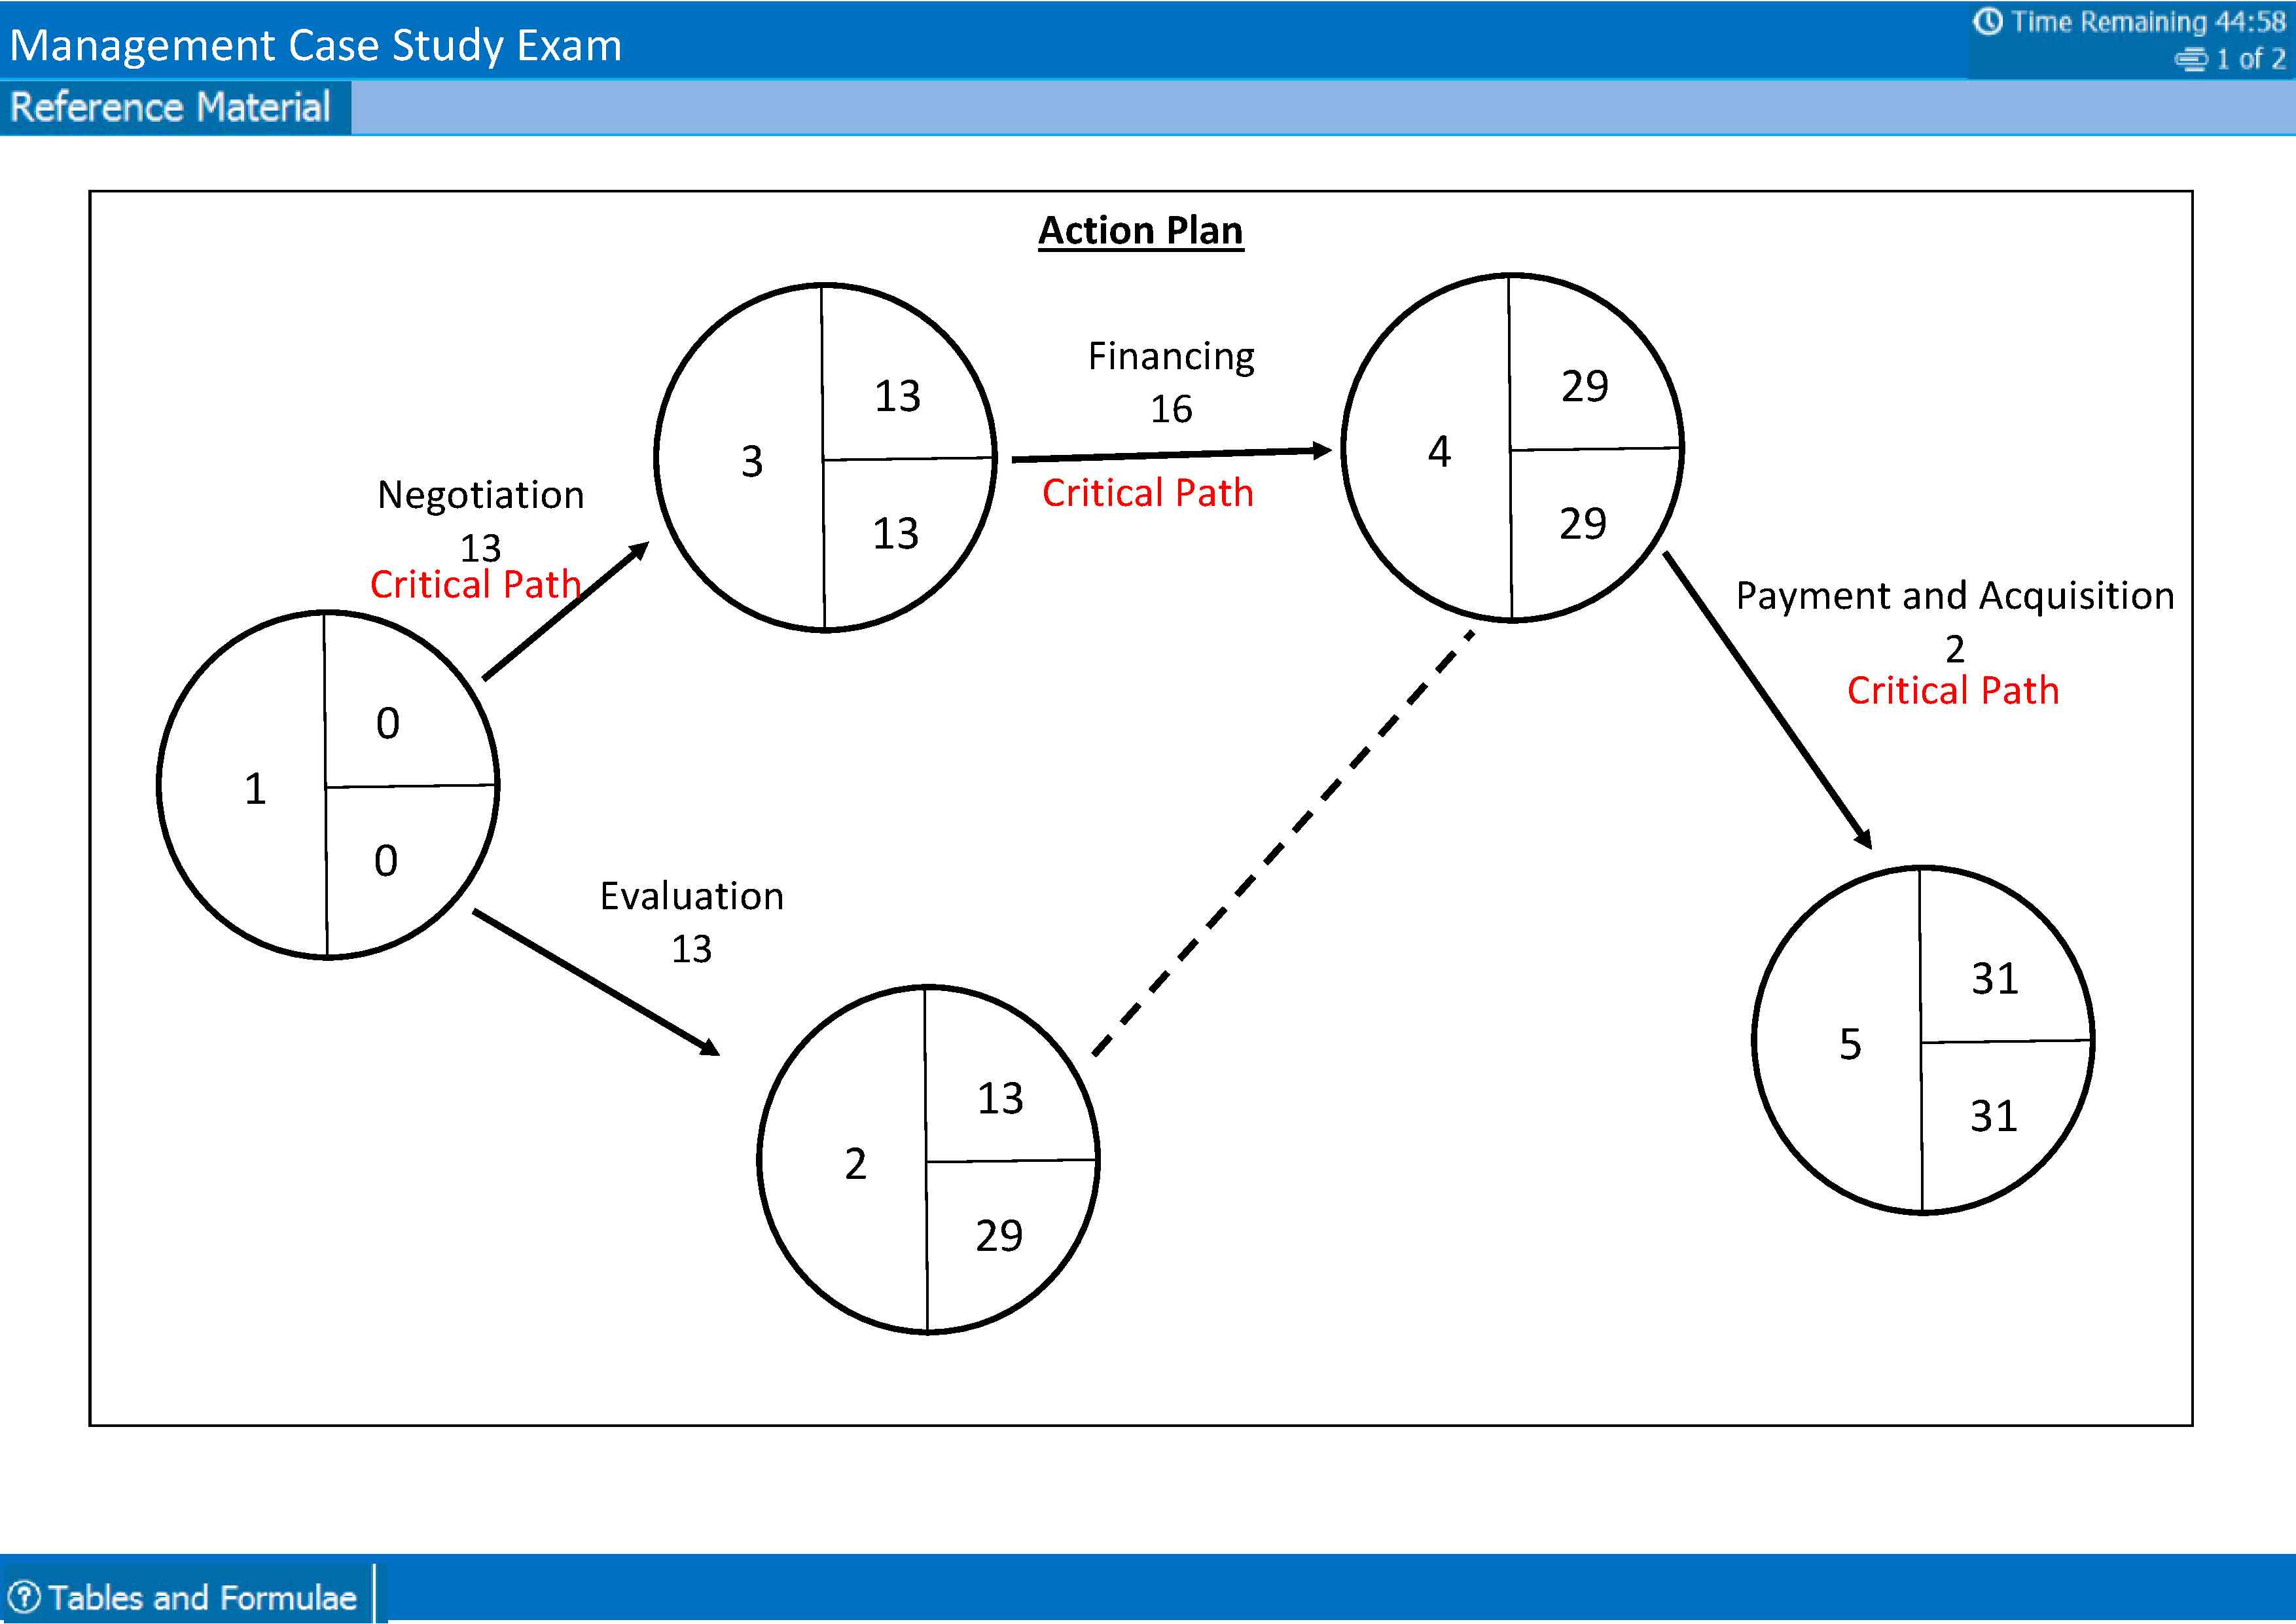 Management Case Study Exam
Time Remaining 44:58
1 of 2
Reference Material
Action Plan
Negotiation
13
Critical Path
3
13
13
Financing
16
Critical Path
4
29
29
Payment and Acquisition
2
Critical Path
1
0
0
Evaluation
13
2
13
29
5
31
31
? Tables and Formulae